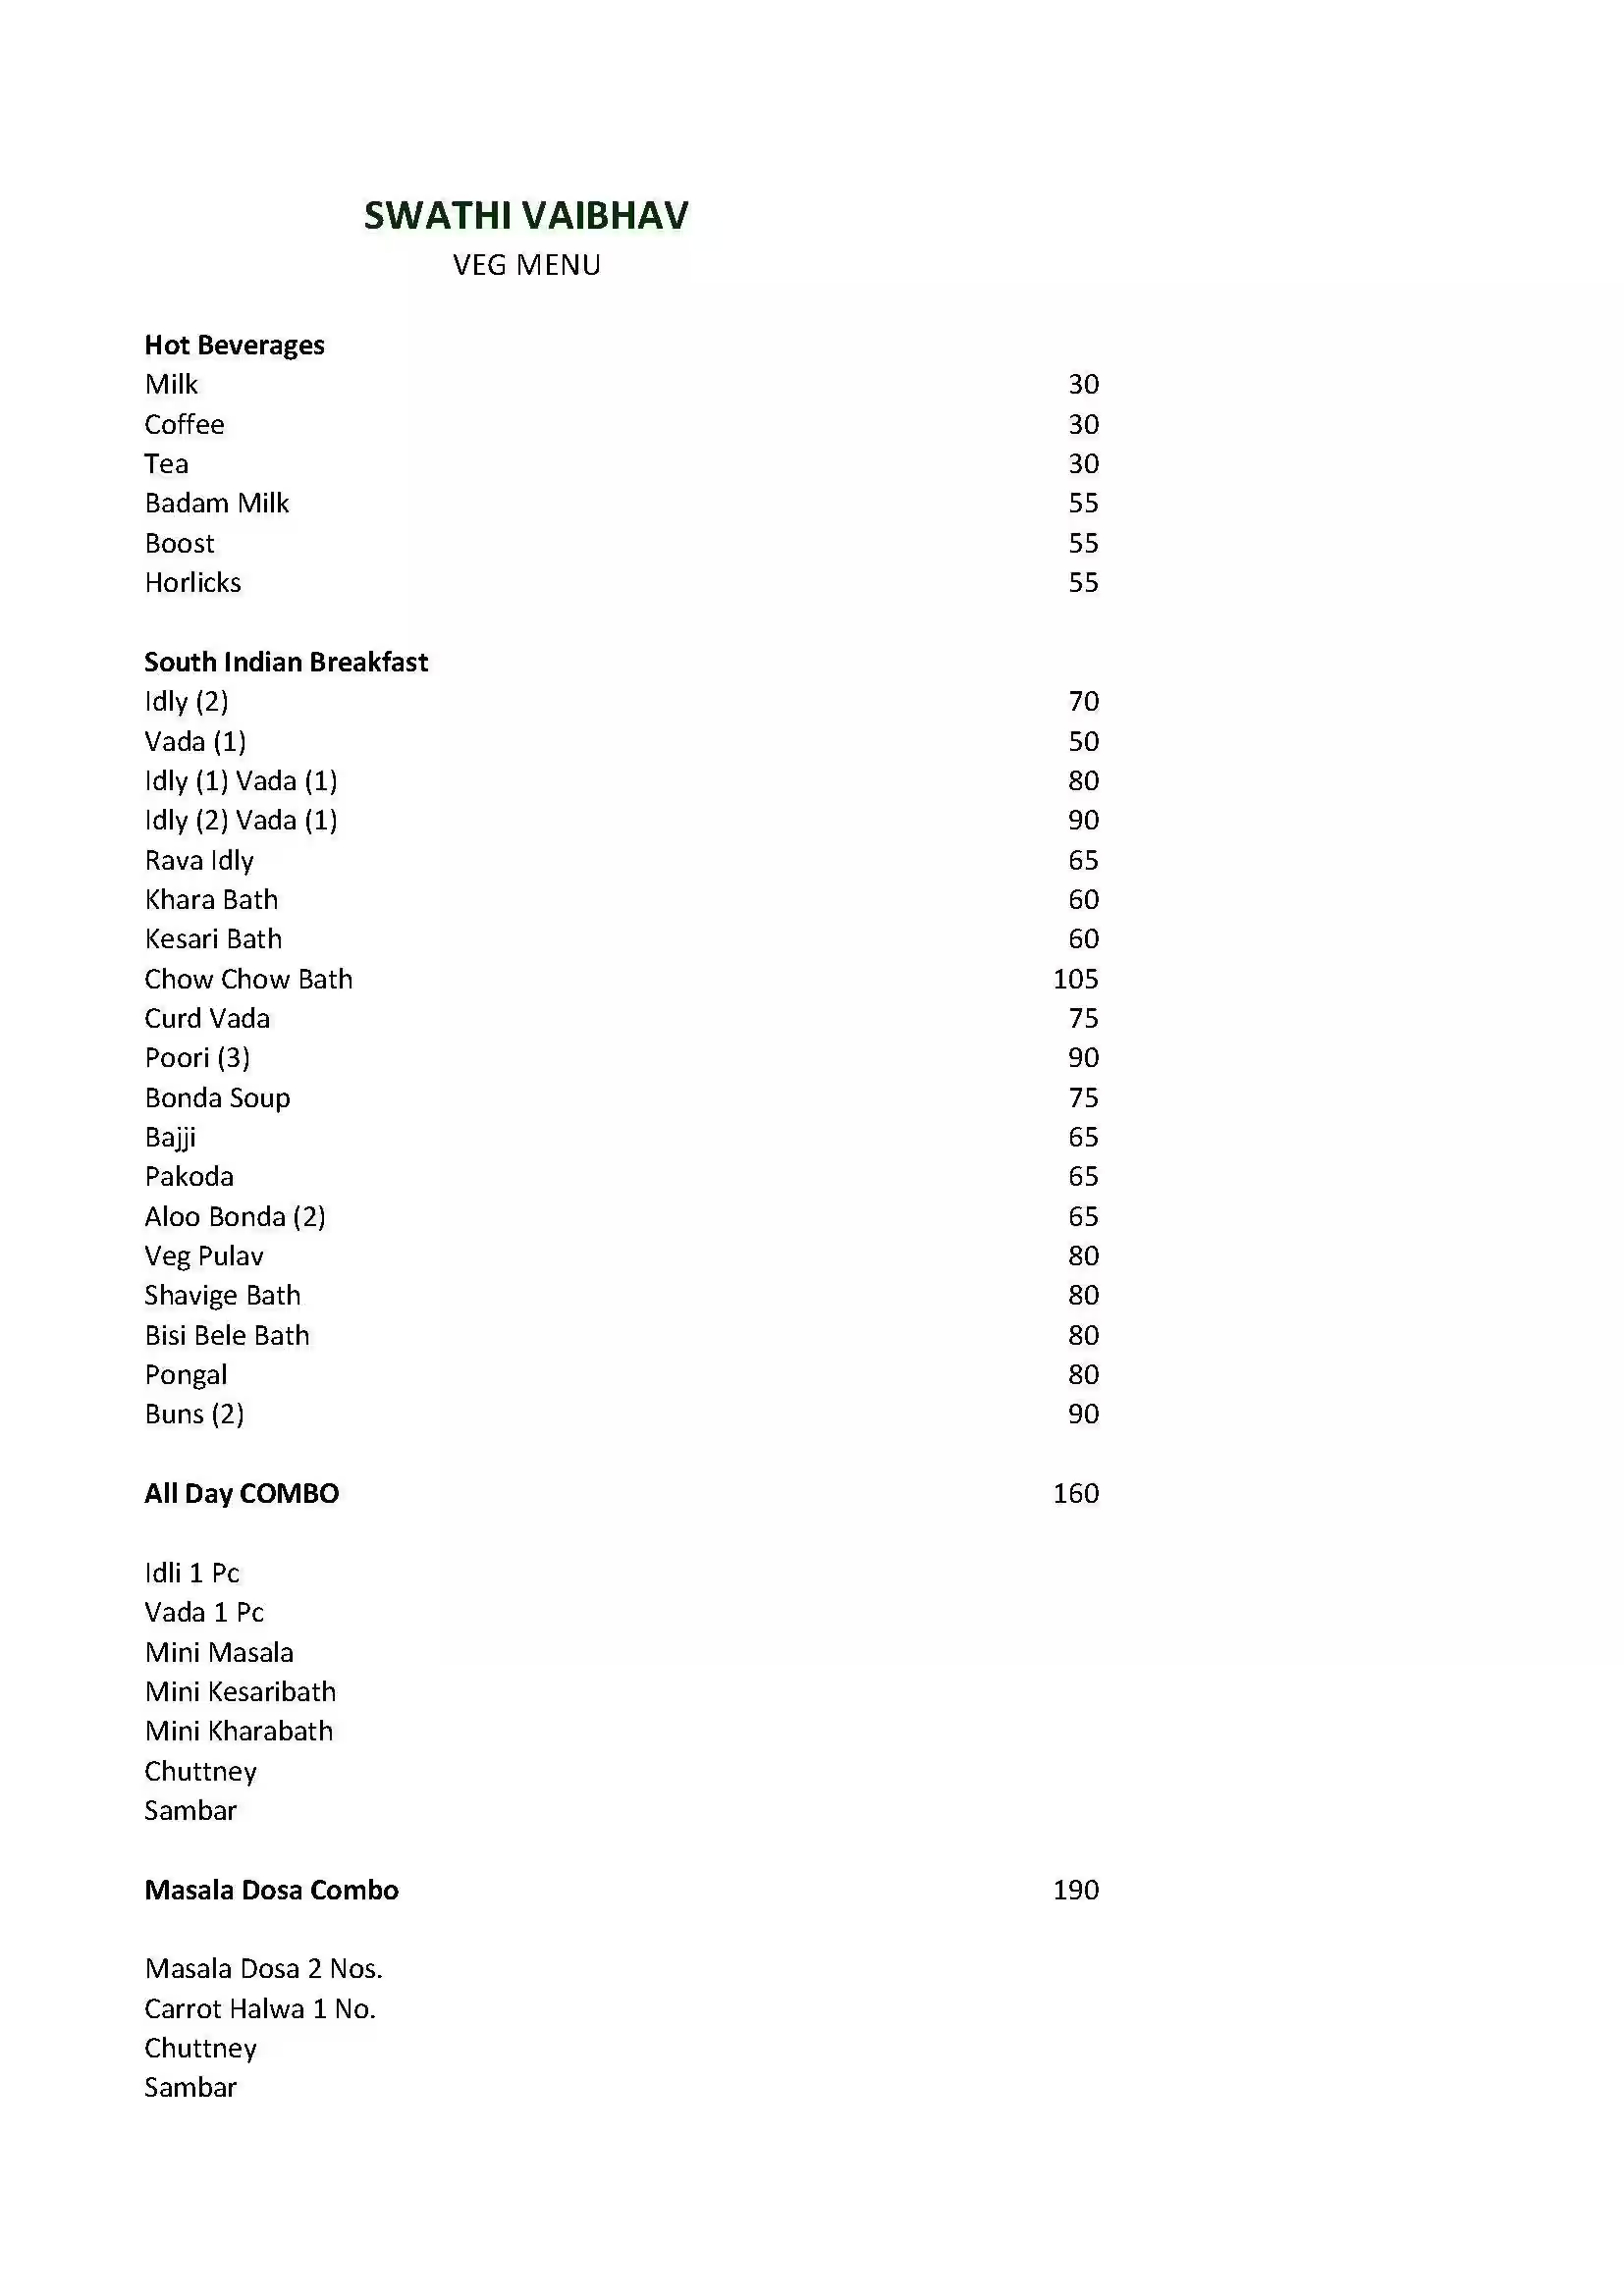 SWATHI VAIBHAV
VEG MENU
Hot Beverages
Milk 30
Coffee 30
Tea 30
Badam Milk 55
Boost 55
Horlicks 55
South Indian Breakfast
Idly (2) 70
Vada (1) 50
Idly (1) Vada (1) 80
Idly (2) Vada (1) 90
Rava Idly 65
Khara Bath 60
Kesari Bath 60
Chow Chow Bath 105
Curd Vada 75
Poori (3) 90
Bonda Soup 75
Bajji 65
Pakoda 65
Aloo Bonda (2) 65
Veg Pulav 80
Shavige Bath 80
Bisi Bele Bath 80
Pongal 80
Buns (2) 90
All Day COMBO 160
Idli 1 Pc
Vada 1 Pc
Mini Masala
Mini Kesaribath
Mini Kharabath
Chuttney
Sambar
Masala Dosa Combo 190
Masala Dosa 2 Nos.
Carrot Halwa 1 No.
Chuttney
Sambar